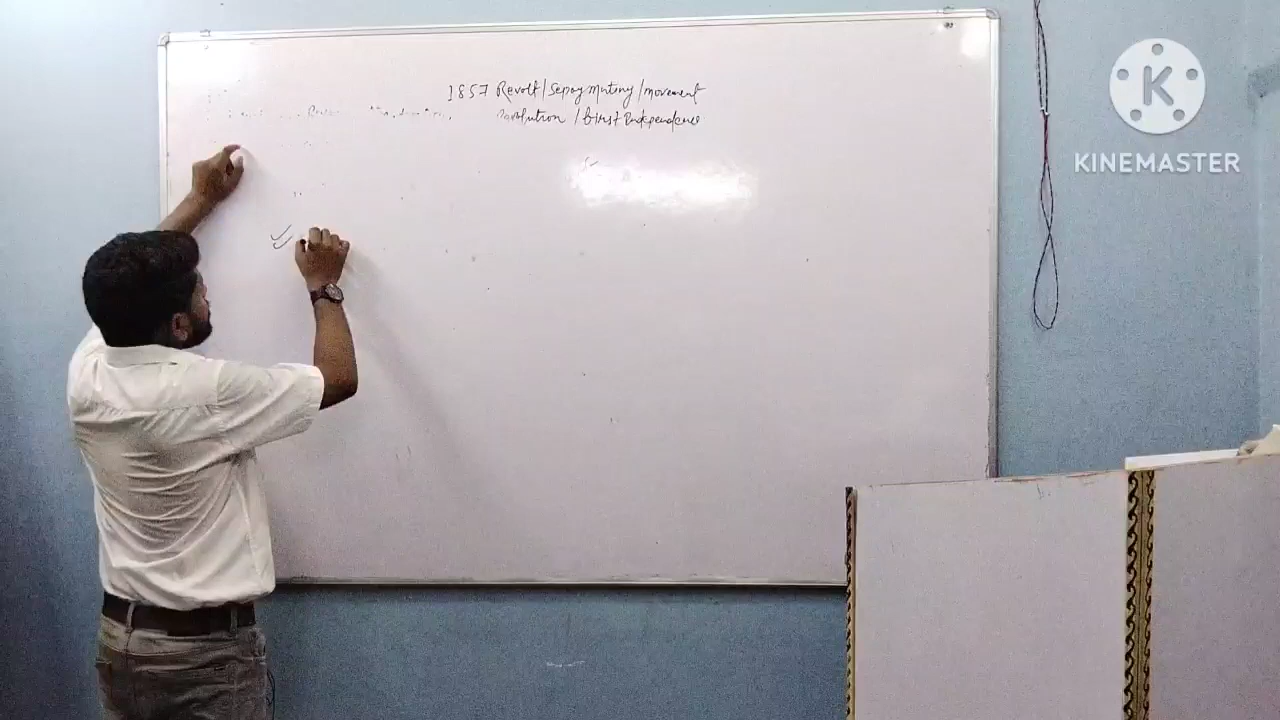 1857 Revolt/Sepoy Mutiny/movement
Revolution / first Independence
K
KINEMASTER